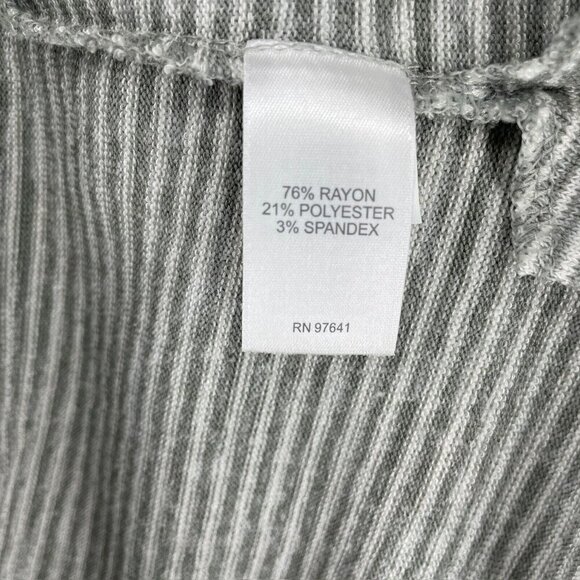 76% RAYON
21% POLYESTER
3% SPANDEX
RN 97641